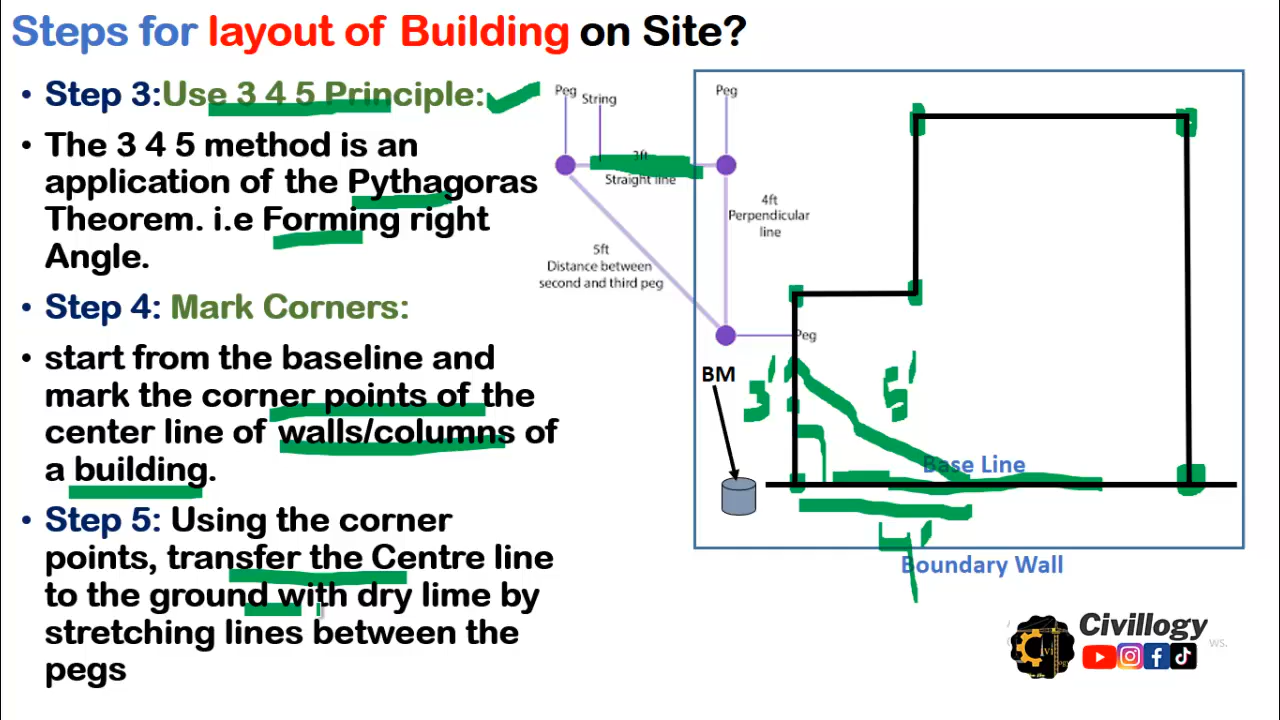 Steps for layout of Building on Site?
• Step 3:Use 3 4 5 Principle:
• The 3 4 5 method is an
application of the Pythagoras
Theorem. i.e Forming right
Angle.
• Step 4: Mark Corners:
• start from the baseline and
mark the corner points of the
center line of walls/columns of
a building.
• Step 5: Using the corner
points, transfer the Centre line
to the ground with dry lime by
stretching lines between the
pegs
Peg
String
Peg
3ft
Straight line
4ft
Perpendicular
line
5ft
Distance between
second and third peg
Peg
BM
3'
5'
Base Line
4'
Boundary Wall
Civillogy
ws.